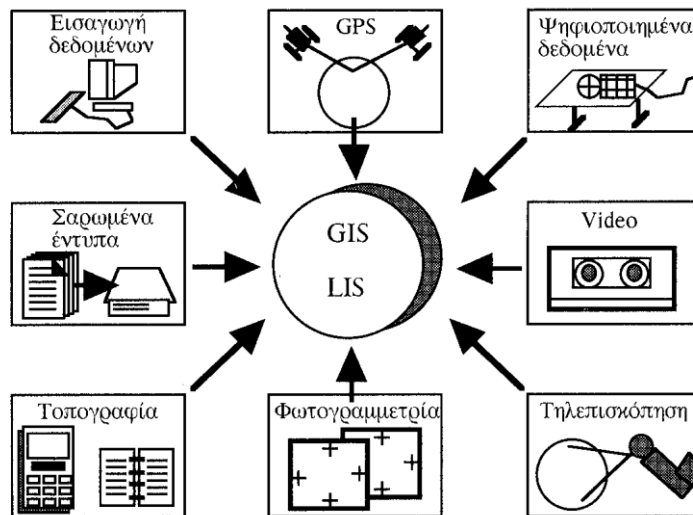 Εισαγωγή
δεδομένων
GPS
Ψηφιοποιημένα
δεδομένα
Σαρωμένα
έντυπα
GIS
LIS
Video
Τοπογραφία
Φωτογραμμετρία
Τηλεπισκόπηση